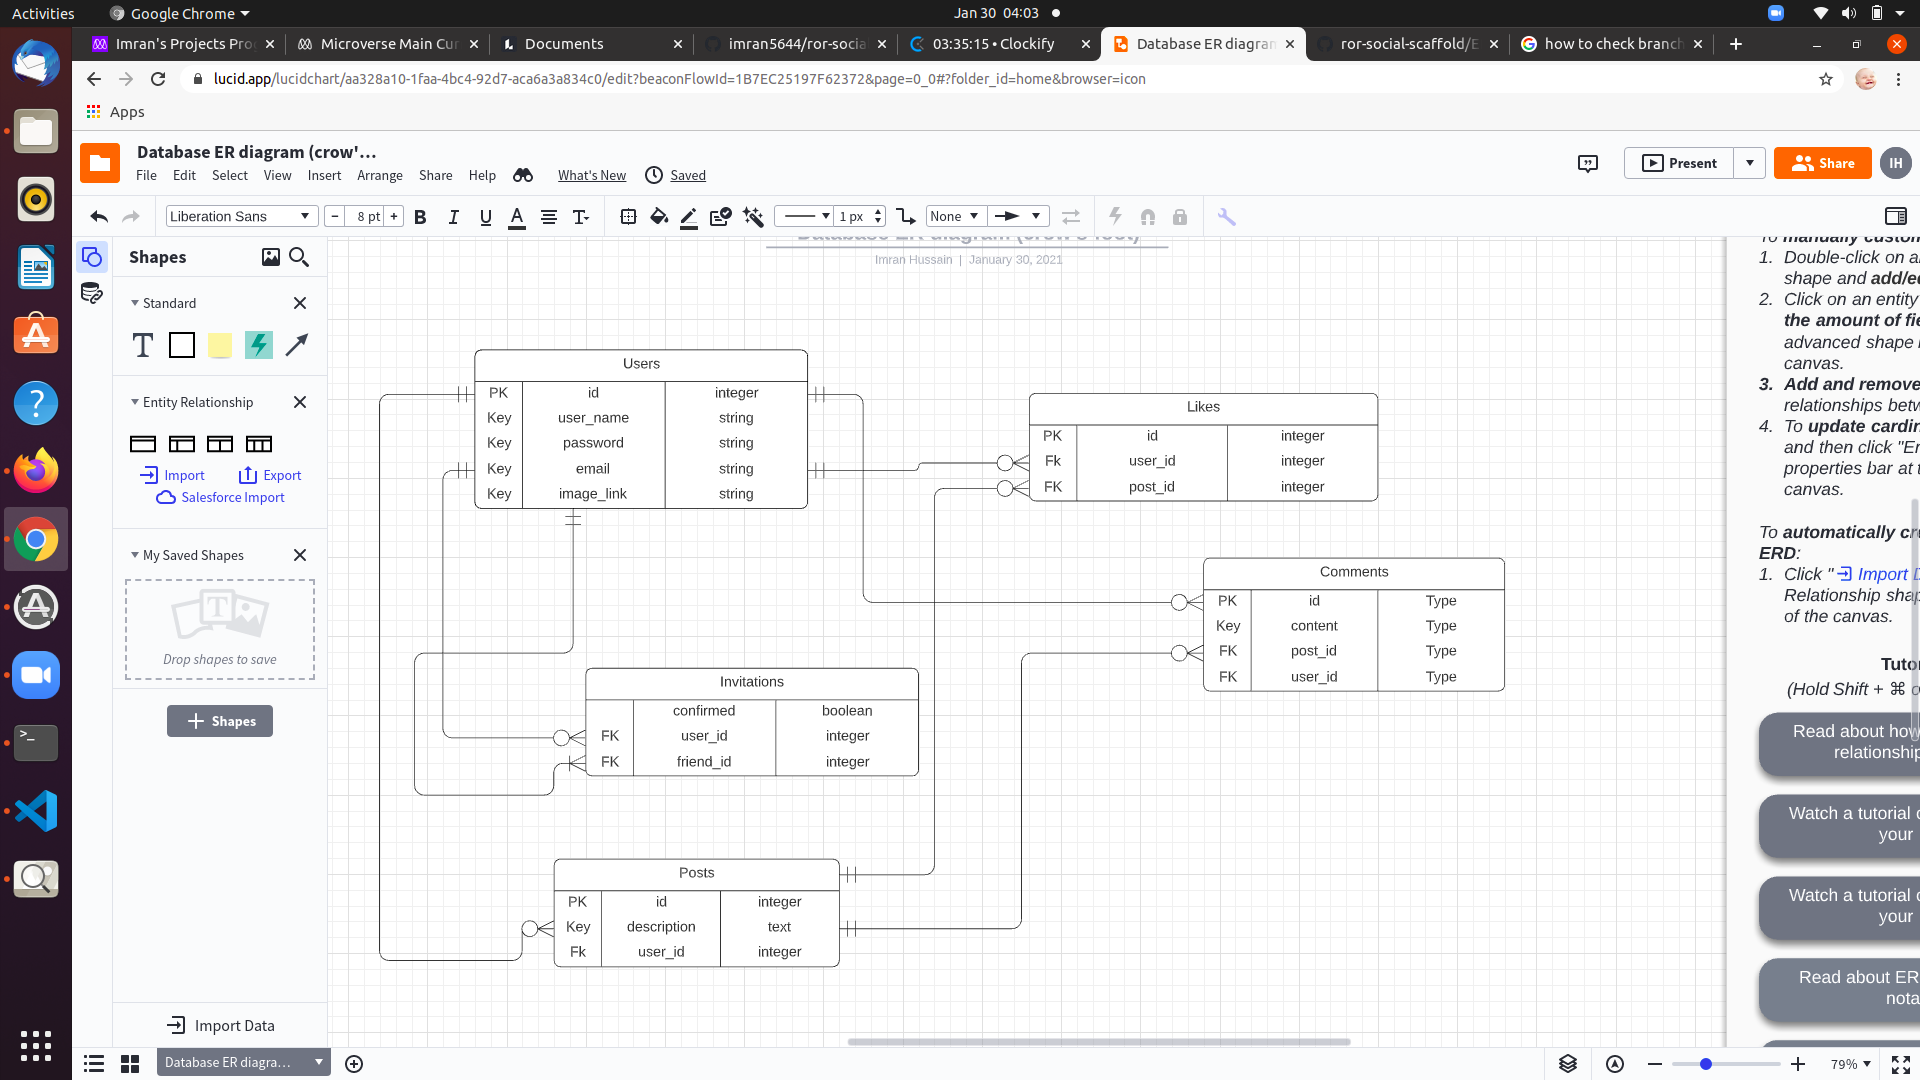 Activities
Google Chrome
Jan 30 04:03
Imran's Projects Pro
Microverse Main Cur
Documents
imran5644/ror-socia
03:35:15 • Clockify
Database ER diagram
ror-social-scaffold/E
how to check branch
lucid.app/lucidchart/aa328a10-1faa-4bc4-92d7-aca6a3a834c0/edit?beaconFlowId=1B7EC25197F62372&page=0_0#?folder_id=home&browser=icon
Apps
Database ER diagram (crow'...
File Edit Select View Insert Arrange Share Help What's New Saved
Present
Share
IH
Liberation Sans
− 8 pt +
B I U A T
1 px
None
Shapes
Standard
T
Entity Relationship
Import
Export
Salesforce Import
My Saved Shapes
T
Drop shapes to save
+ Shapes
Import Data
Database ER diagram (crow's foot)
Imran Hussain | January 30, 2021
Users
PK id integer
Key user_name string
Key password string
Key email string
Key image_link string
Likes
PK id integer
Fk user_id integer
FK post_id integer
Comments
PK id Type
Key content Type
FK post_id Type
FK user_id Type
Invitations
confirmed boolean
FK user_id integer
FK friend_id integer
Posts
PK id integer
Key description text
Fk user_id integer
To manually custom
1. Double-click on a
shape and add/ed
2. Click on an entity
the amount of fie
advanced shape
canvas.
3. Add and remove
relationships betw
4. To update cardin
and then click "En
properties bar at t
canvas.
To automatically cr
ERD:
1. Click " Import D
Relationship shap
of the canvas.
Tuto
(Hold Shift + ⌘ o
Read about how
relationship
Watch a tutorial o
your
Watch a tutorial o
your
Read about ER
nota
Database ER diagra...
79%